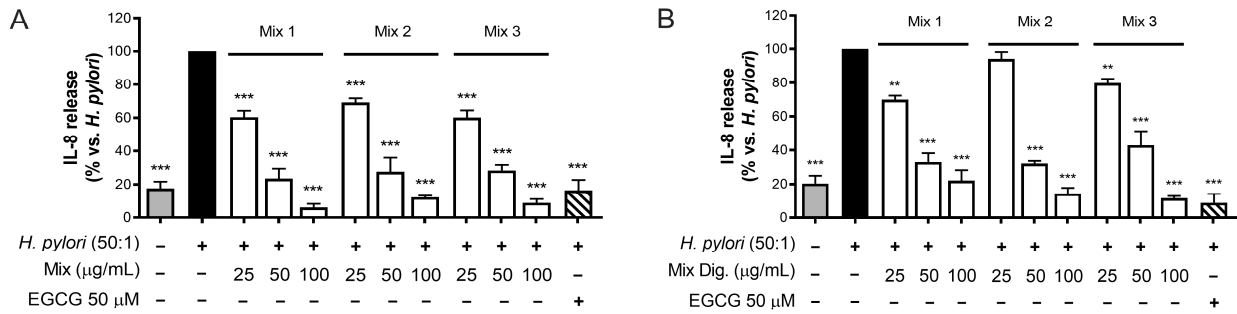 A
IL-8 release
(% vs. H. pylori)
120
100
80
60
40
20
0
Mix 1
Mix 2
Mix 3
*** *** *** *** *** *** *** *** *** *** ***
H. pylori (50:1) – + + + + + + + + + + +
Mix (μg/mL) – – 25 50 100 25 50 100 25 50 100 –
EGCG 50 μM – – – – – – – – – – – +
B
IL-8 release
(% vs. H. pylori)
120
100
80
60
40
20
0
Mix 1
Mix 2
Mix 3
*** ** *** *** *** *** ** *** *** ***
H. pylori (50:1) – + + + + + + + + + + +
Mix Dig. (μg/mL) – – 25 50 100 25 50 100 25 50 100 –
EGCG 50 μM – – – – – – – – – – – +